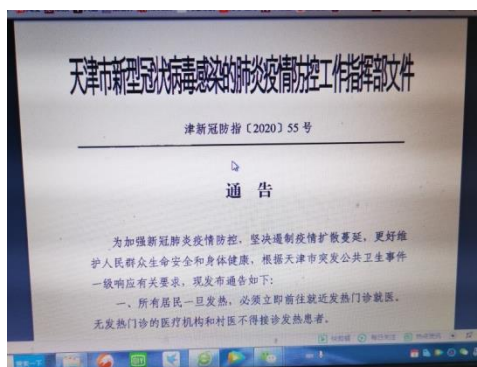 天津市新型冠状病毒感染的肺炎疫情防控工作指挥部文件
津新冠防指〔2020〕55号
通 告
为加强新冠肺炎疫情防控，坚决遏制疫情扩散蔓延，更好维
护人民群众生命安全和身体健康，根据天津市突发公共卫生事件
一级响应有关要求，现发布通告如下：
一、所有居民一旦发热，必须立即前往就近发热门诊就医。
无发热门诊的医疗机构和村医不得接诊发热患者。